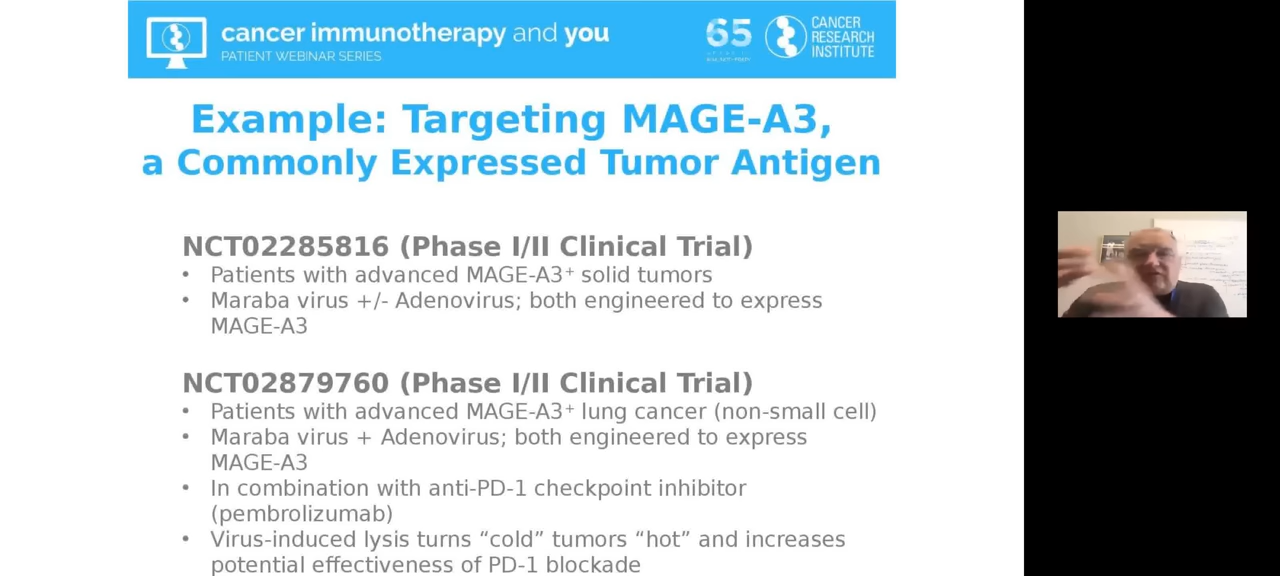 cancer immunotherapy and you
PATIENT WEBINAR SERIES
65
CANCER
RESEARCH
INSTITUTE
Example: Targeting MAGE-A3,
a Commonly Expressed Tumor Antigen
NCT02285816 (Phase I/II Clinical Trial)
• Patients with advanced MAGE-A3⁺ solid tumors
• Maraba virus +/- Adenovirus; both engineered to express
MAGE-A3
NCT02879760 (Phase I/II Clinical Trial)
• Patients with advanced MAGE-A3⁺ lung cancer (non-small cell)
• Maraba virus + Adenovirus; both engineered to express
MAGE-A3
• In combination with anti-PD-1 checkpoint inhibitor
(pembrolizumab)
• Virus-induced lysis turns “cold” tumors “hot” and increases
potential effectiveness of PD-1 blockade